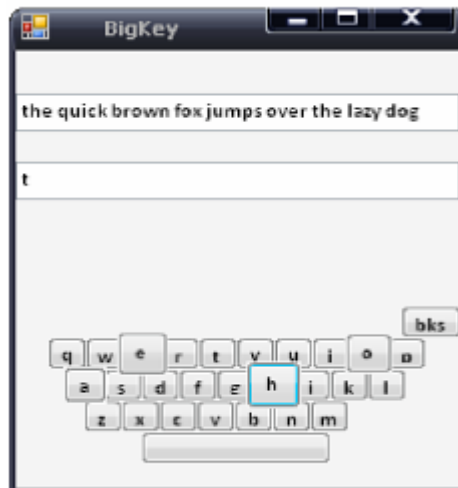 BigKey
the quick brown fox jumps over the lazy dog
t
bks
q w e r t y u i o p
a s d f g h j k l
z x c v b n m